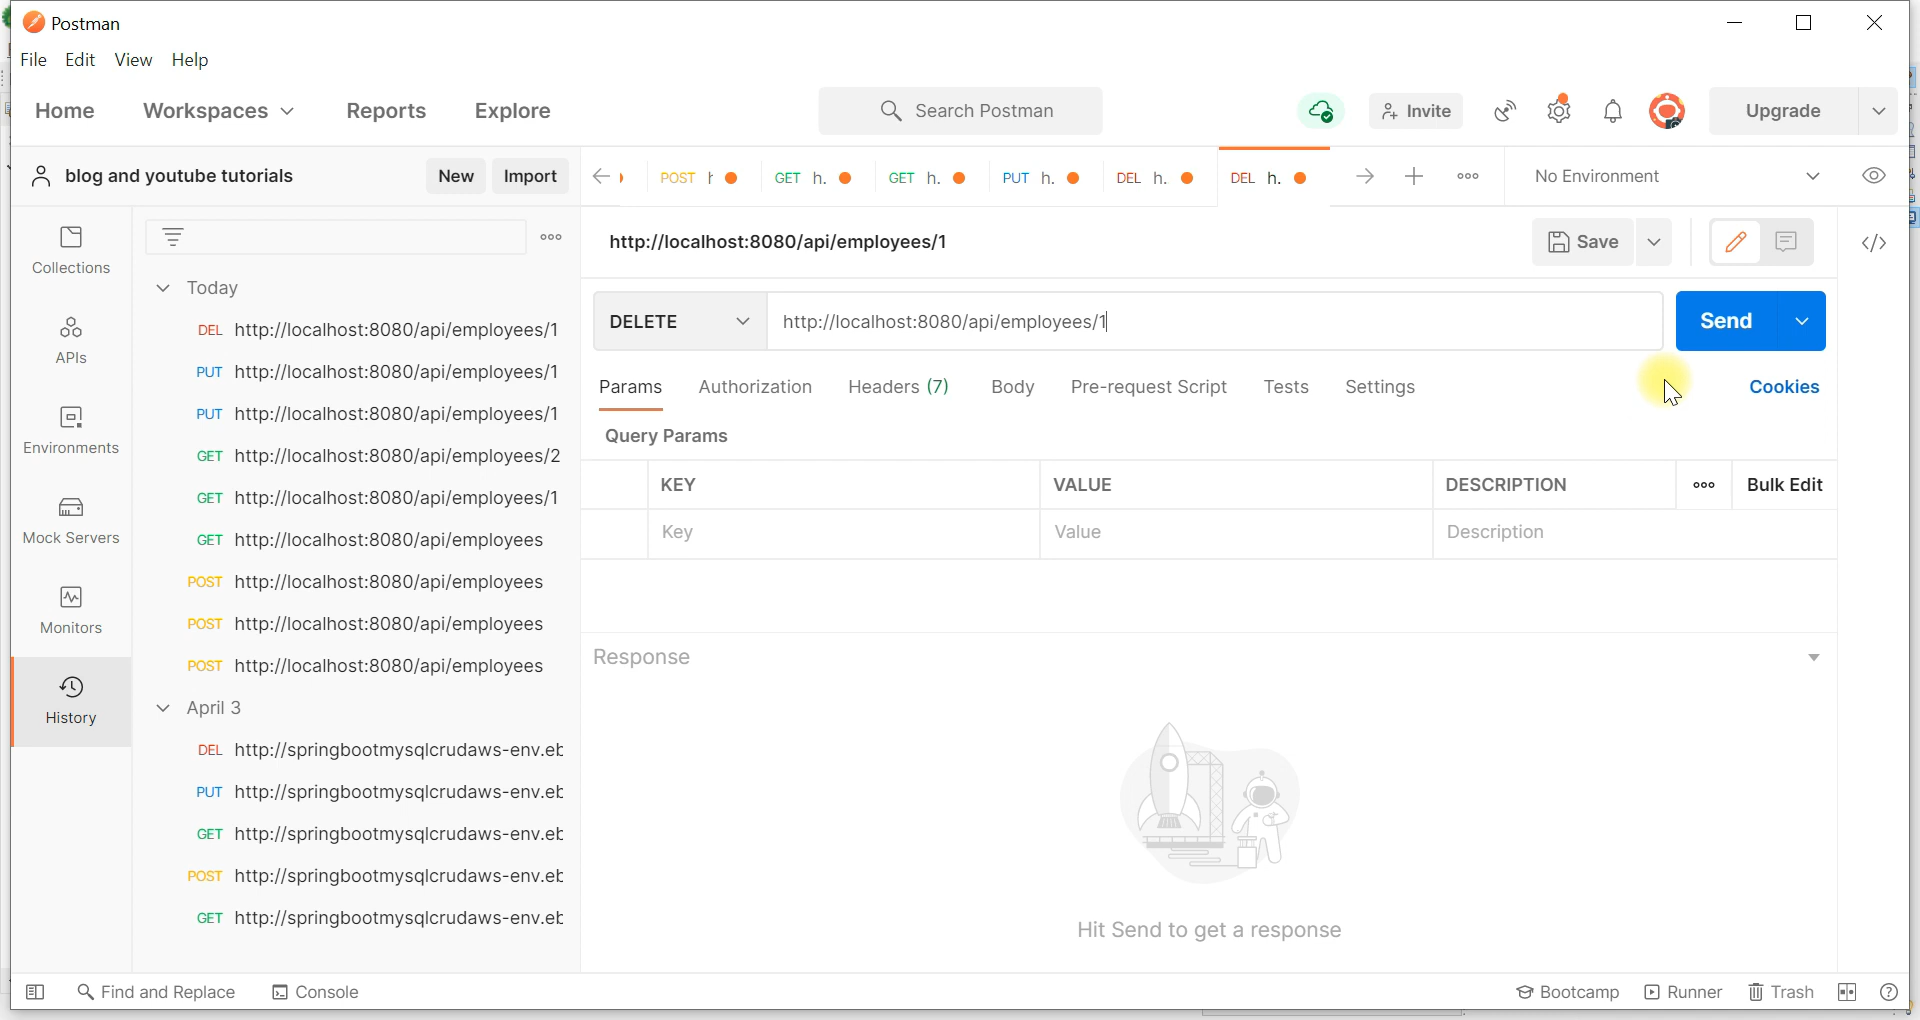 Postman
File Edit View Help
Home Workspaces Reports Explore Search Postman Invite Upgrade
blog and youtube tutorials New Import POST GET h. GET h. PUT h. DEL h. DEL h. No Environment
Collections
APIs
Environments
Mock Servers
Monitors
History
Today
DEL http://localhost:8080/api/employees/1
PUT http://localhost:8080/api/employees/1
PUT http://localhost:8080/api/employees/1
GET http://localhost:8080/api/employees/2
GET http://localhost:8080/api/employees/1
GET http://localhost:8080/api/employees
POST http://localhost:8080/api/employees
POST http://localhost:8080/api/employees
POST http://localhost:8080/api/employees
April 3
DEL http://springbootmysqlcrudaws-env.eb
PUT http://springbootmysqlcrudaws-env.eb
GET http://springbootmysqlcrudaws-env.eb
POST http://springbootmysqlcrudaws-env.eb
GET http://springbootmysqlcrudaws-env.eb
http://localhost:8080/api/employees/1 Save
DELETE http://localhost:8080/api/employees/1 Send
Params Authorization Headers (7) Body Pre-request Script Tests Settings Cookies
Query Params
KEY VALUE DESCRIPTION Bulk Edit
Key Value Description
Response
Hit Send to get a response
Find and Replace Console Bootcamp Runner Trash